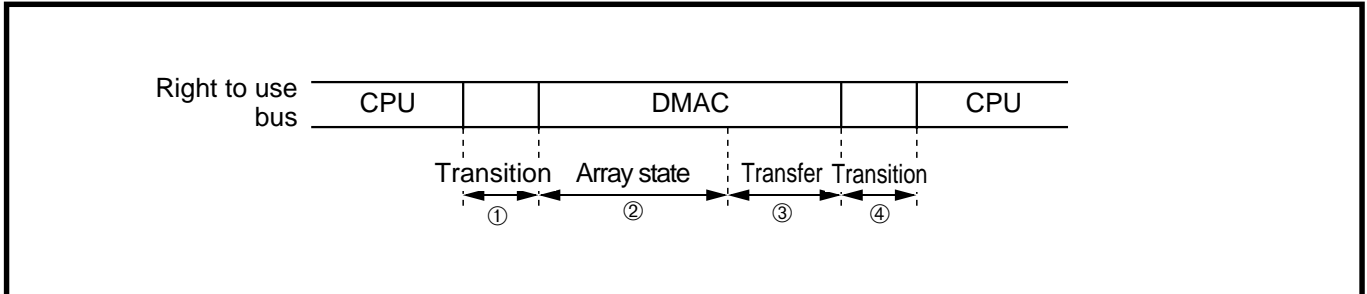 Right to use
bus
CPU
DMAC
CPU
Transition
Array state
Transfer
Transition
①
②
③
④